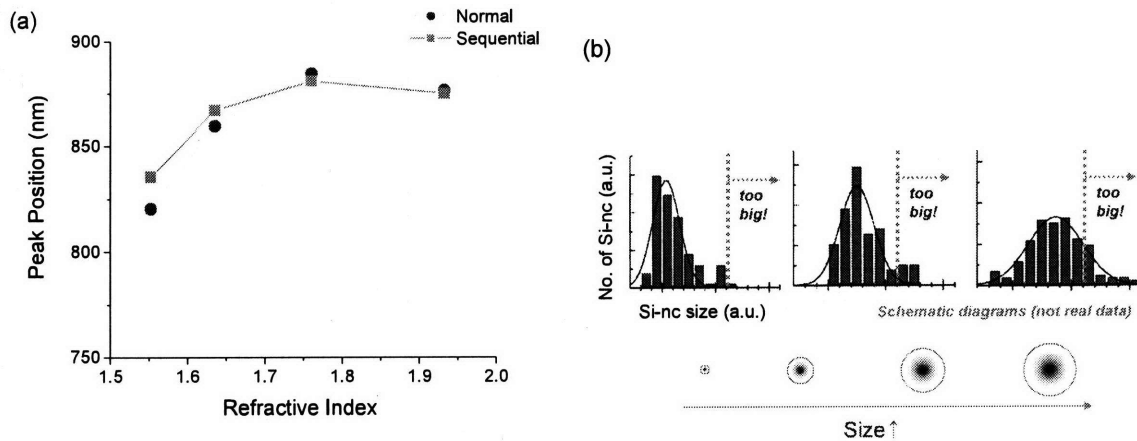 (a)
Normal
Sequential
900
850
800
750
Peak Position (nm)
1.5 1.6 1.7 1.8 1.9 2.0
Refractive Index
(b)
No. of Si-nc (a.u.)
too
big!
too
big!
too
big!
Si-nc size (a.u.)
Schematic diagrams (not real data)
Size ↑